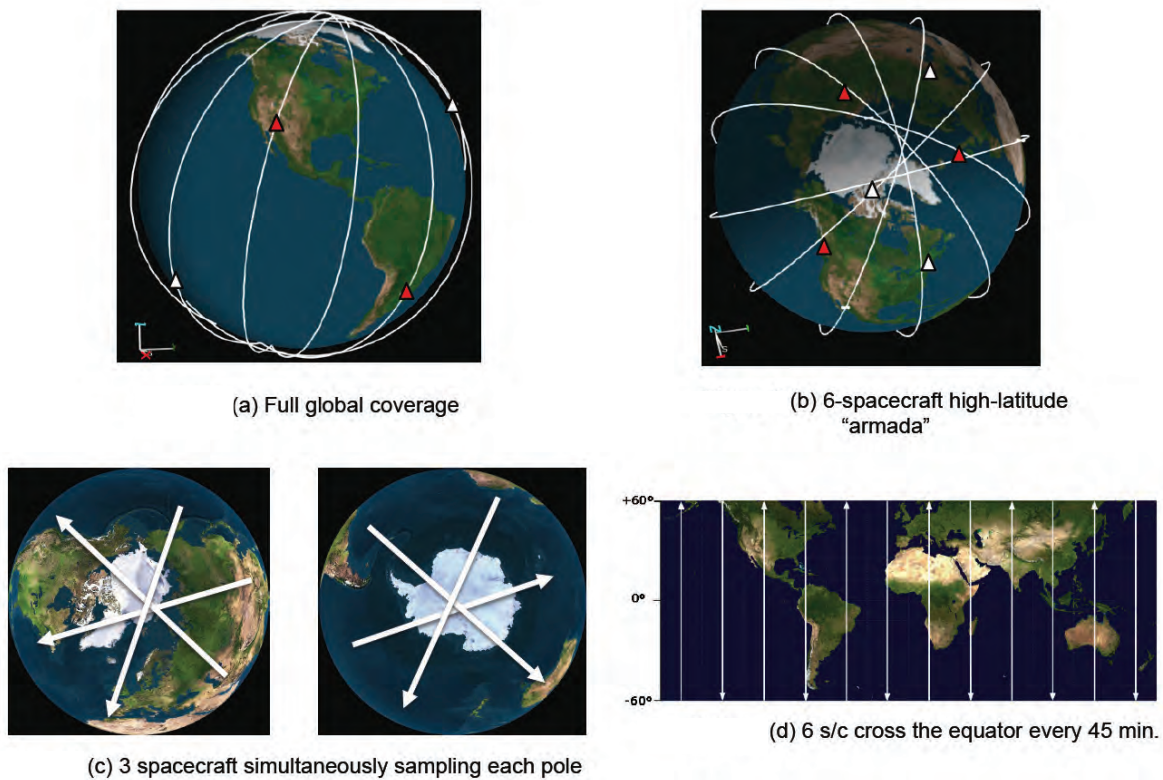 (a) Full global coverage
(b) 6-spacecraft high-latitude
“armada”
+60°
0°
-60°
(c) 3 spacecraft simultaneously sampling each pole
(d) 6 s/c cross the equator every 45 min.